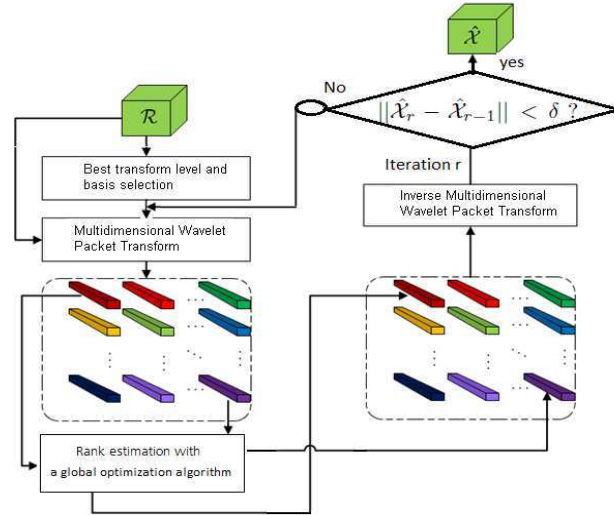 𝒳̂
yes
No
ℛ
||𝒳̂ᵣ − 𝒳̂ᵣ₋₁|| < δ ?
Best transform level and
basis selection
Iteration r
Multidimensional Wavelet
Packet Transform
Inverse Multidimensional
Wavelet Packet Transform
Rank estimation with
a global optimization algorithm